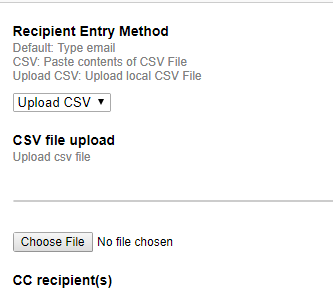 Recipient Entry Method
Default: Type email
CSV: Paste contents of CSV File
Upload CSV: Upload local CSV File
Upload CSV ▼
CSV file upload
Upload csv file
Choose File No file chosen
CC recipient(s)